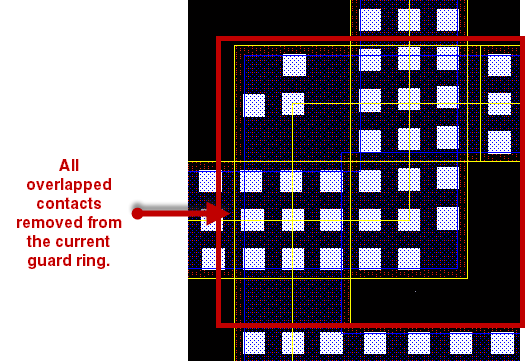 All
overlapped
contacts
removed from
the current
guard ring.